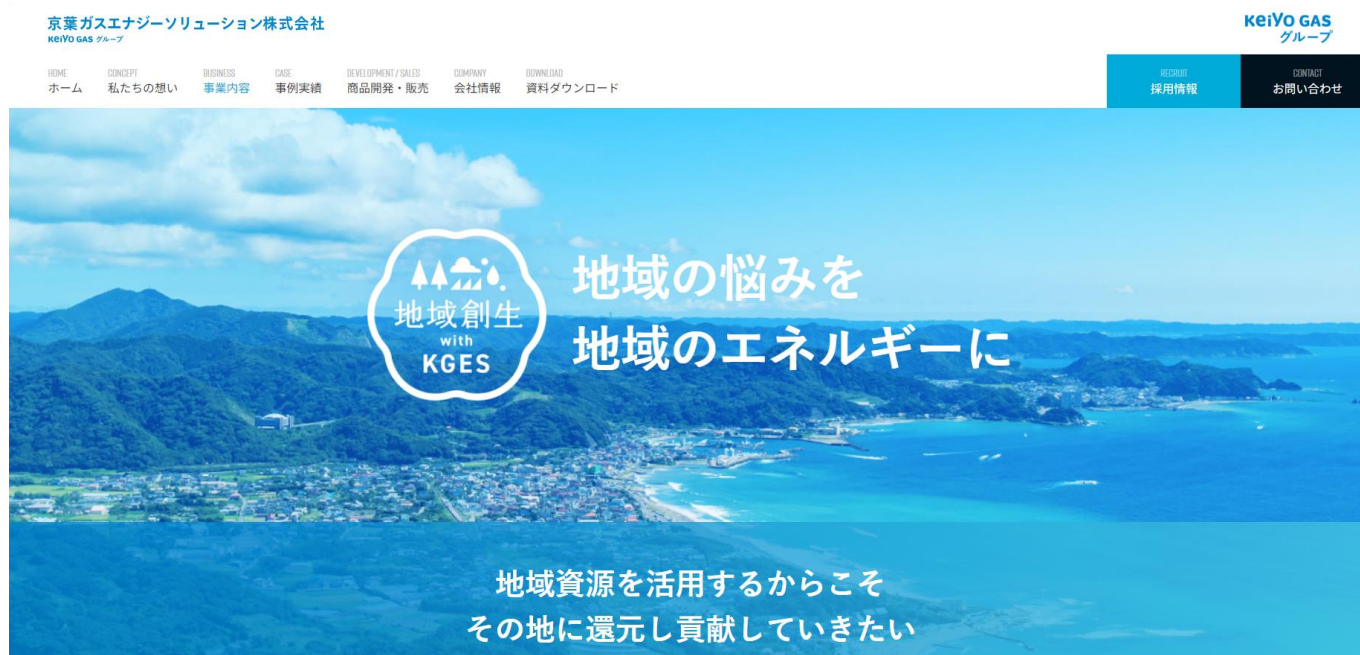 京葉ガスエナジーソリューション株式会社
KeiYO GAS グループ
KeiYO GAS
グループ
HOME
ホーム
CONCEPT
私たちの想い
BUSINESS
事業内容
CASE
事例実績
DEVELOPMENT / SALES
商品開発・販売
COMPANY
会社情報
DOWNLOAD
資料ダウンロード
RECRUIT
採用情報
CONTACT
お問い合わせ
地域創生
with
KGES
地域の悩みを
地域のエネルギーに
地域資源を活用するからこそ
その地に還元し貢献していきたい